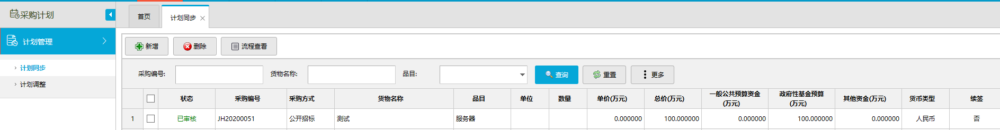 采购计划
首页
计划同步
计划管理
新增 删除 流程查看
计划同步
计划调整
采购编号: 货物名称: 品目: 查询 重置 更多
状态 采购编号 采购方式 货物名称 品目 单位 数量 单价(万元) 总价(万元) 一般公共预算资金 政府性基金预算 其他资金(万元) 货币类型 续签
(万元) (万元)
1 已审核 JH20200051 公开招标 测试 服务器 0.000000 100.000000 0.000000 100.000000 0.000000 人民币 否